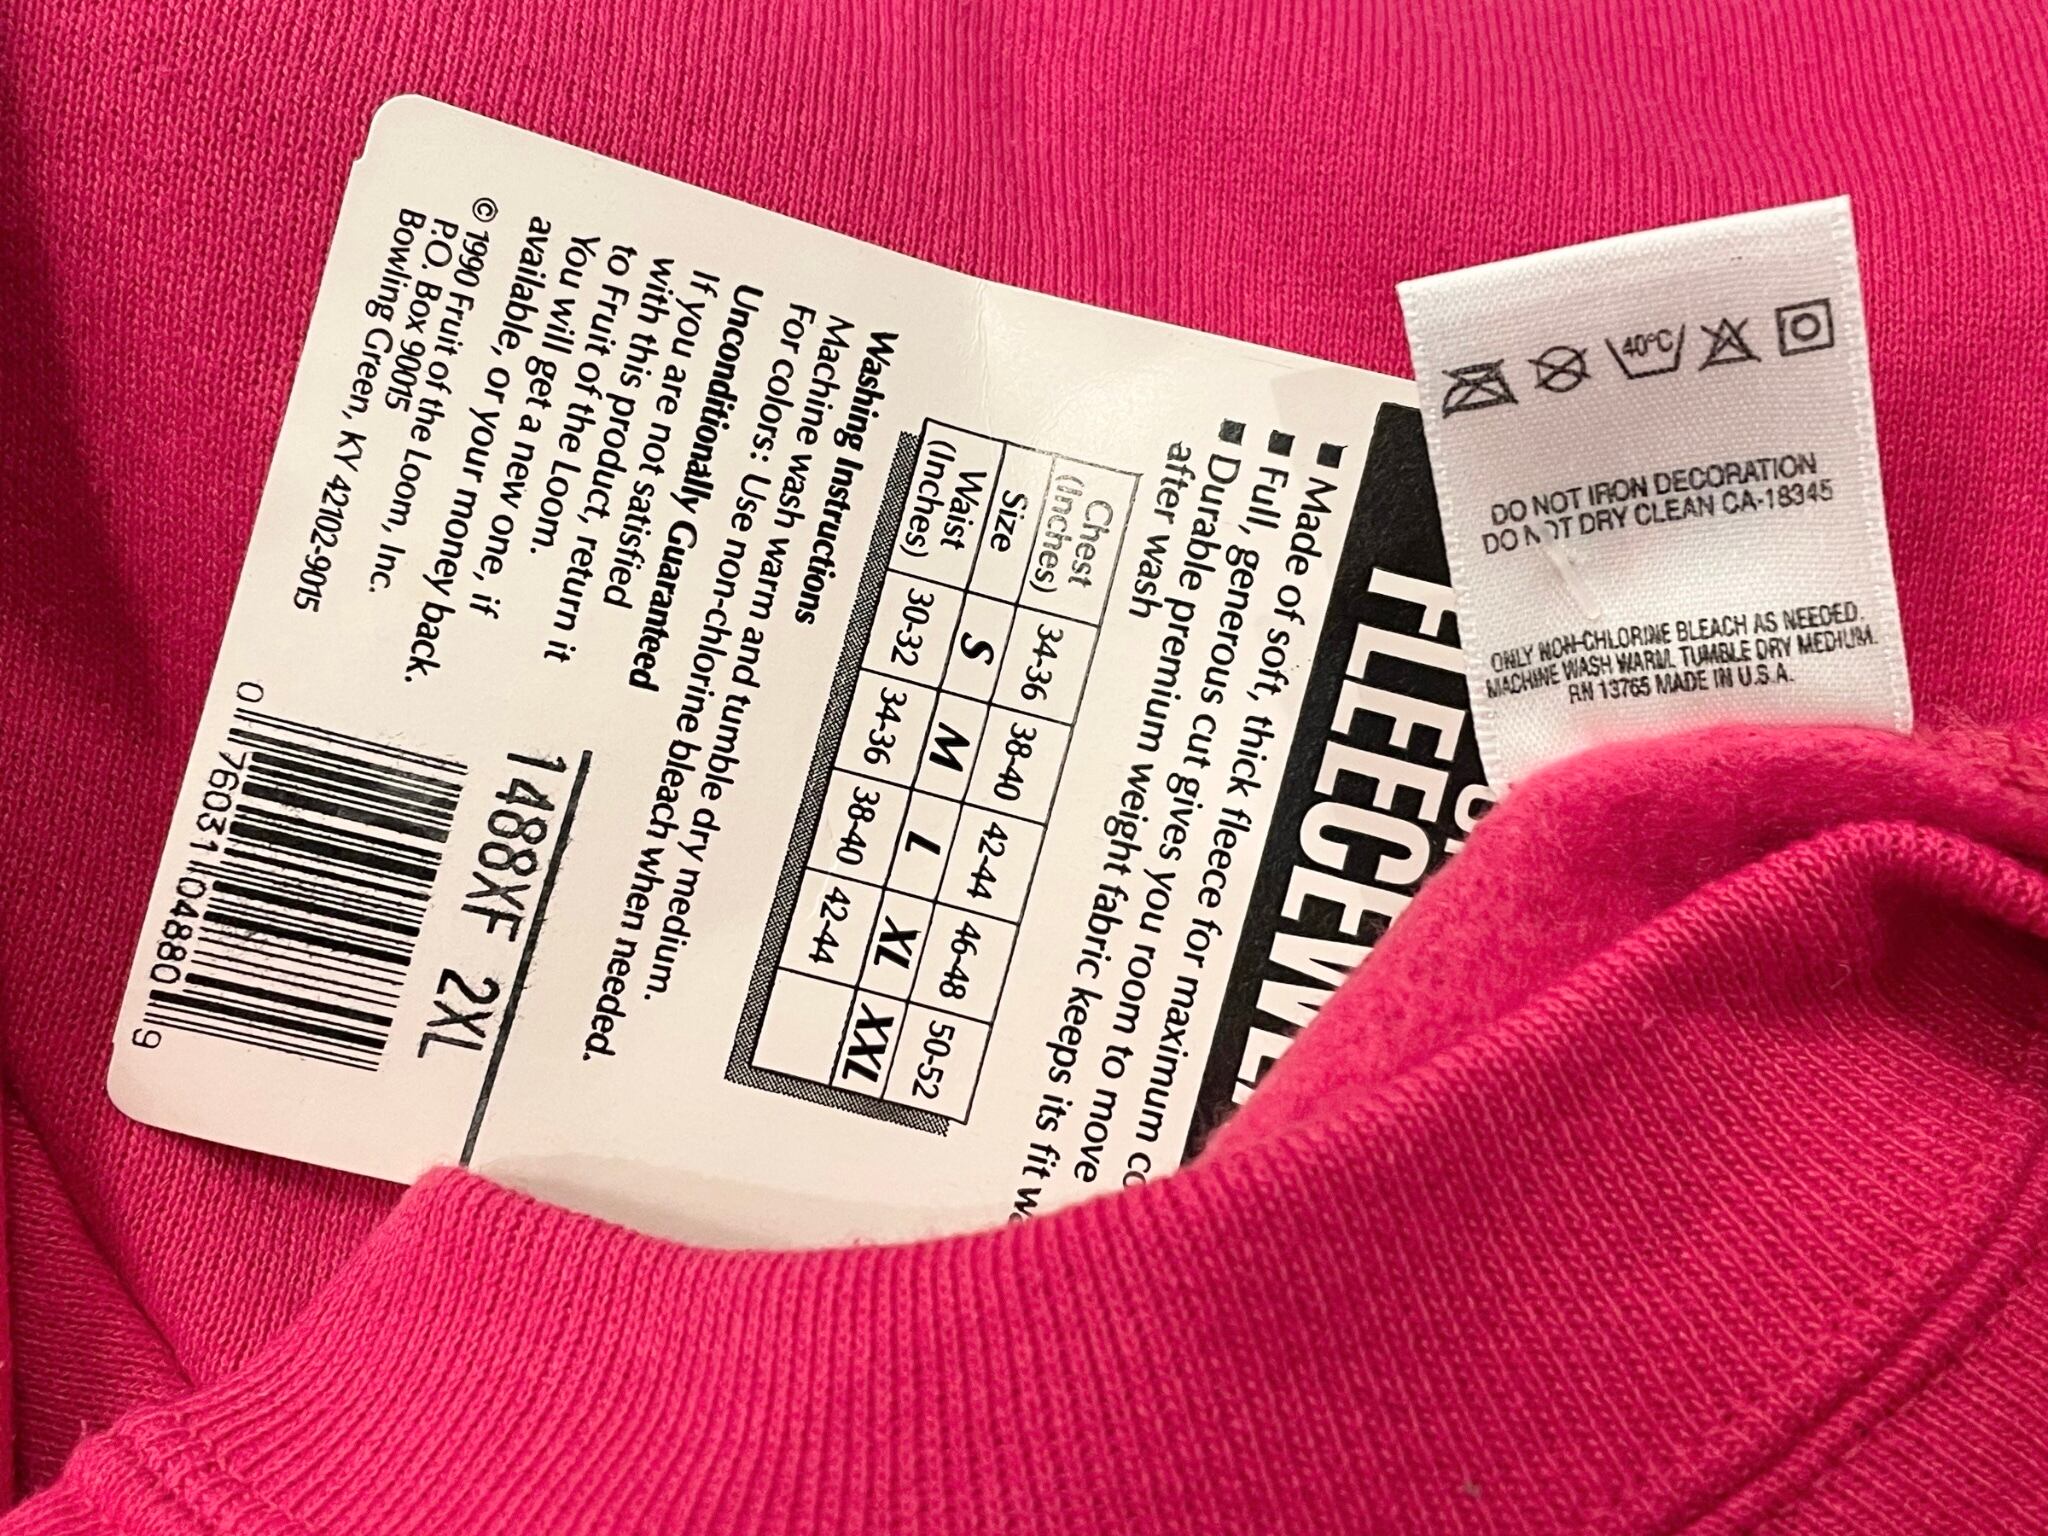 FLEECEWE
■ Made of soft, thick fleece for maximum
■ Full, generous cut gives you room to move
■ Durable premium weight fabric keeps its fit
after wash
Chest (Inches) 34-36 38-40 42-44 46-48 50-52
Size S M L XL XXL
Waist (Inches) 30-32 34-36 38-40 42-44
Washing Instructions
Machine wash warm and tumble dry medium.
For colors: Use non-chlorine bleach when needed.
Unconditionally Guaranteed
If you are not satisfied
with this product, return it
to Fruit of the Loom.
You will get a new one, if
available, or your money back.
© 1990 Fruit of the Loom, Inc.
P.O. Box 90015
Bowling Green, KY 42102-9015
1488XF 2XL
0 76031 04880 9
40°C
DO NOT IRON DECORATION
DO NOT DRY CLEAN CA-18345
ONLY NON-CHLORINE BLEACH AS NEEDED.
MACHINE WASH WARM. TUMBLE DRY MEDIUM.
RN 13765 MADE IN U.S.A.